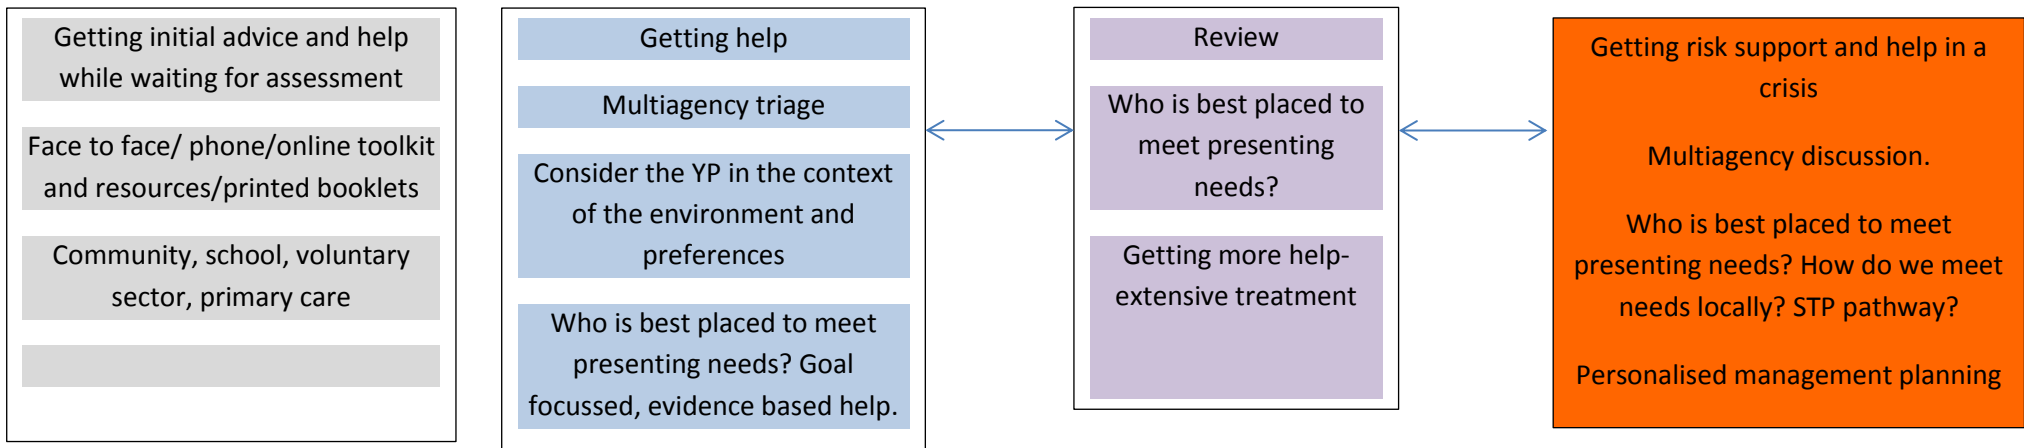 Getting initial advice and help
while waiting for assessment
Face to face/ phone/online toolkit
and resources/printed booklets
Community, school, voluntary
sector, primary care
Getting help
Multiagency triage
Consider the YP in the context
of the environment and
preferences
Who is best placed to meet
presenting needs? Goal
focussed, evidence based help.
Review
Who is best placed to
meet presenting
needs?
Getting more help-
extensive treatment
Getting risk support and help in a
crisis
Multiagency discussion.
Who is best placed to meet
presenting needs? How do we meet
needs locally? STP pathway?
Personalised management planning